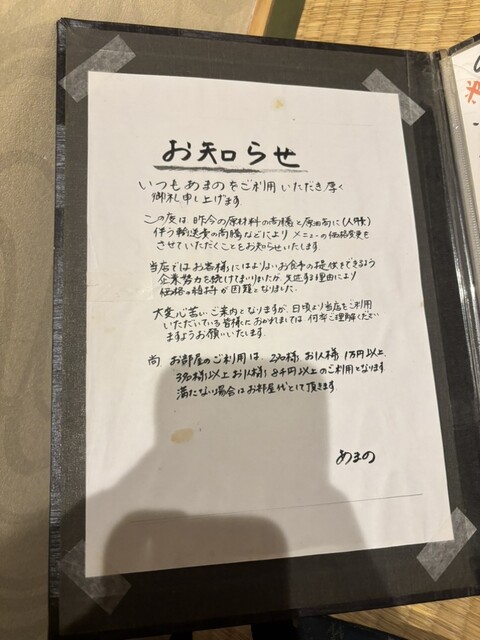 お知らせ
いつもあまのをご利用いただき厚く
御礼申し上げます
この度は昨今の原材料の高騰と原油高に(人件費)
伴う輸送費の高騰などによりメニューの価格変更を
させていただくことをお知らせいたします
当店ではお客様にはよりよいお食事の提供をできるよう
企業努力を続けてまいりましたが、先述する理由により
価格の維持が困難となりました。
大変心苦しいご案内となりますが、日頃より当店をご利用
いただいている皆様におかれましては何卒ご理解ください
ますようお願いいたします。
尚 お部屋のご利用は、2名様 お1人様 1万円以上、
3名様以上 お1人様 8千円以上のご利用となります
満たない場合はお部屋代として頂きます
あまの